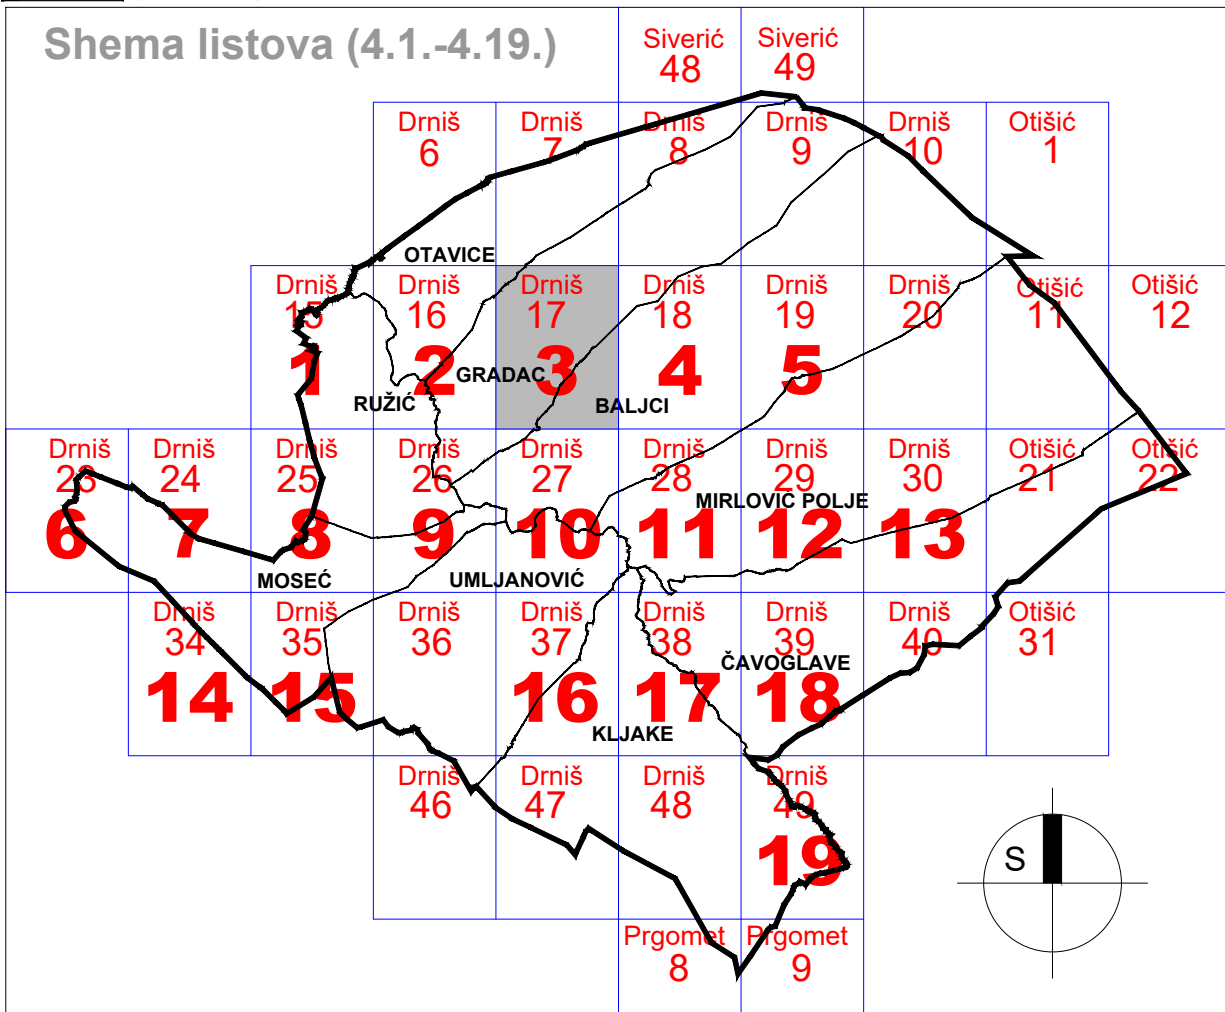 Shema listova (4.1.-4.19.)
Siverić
48
Siverić
49
Drniš
6
Drniš
7
Drniš
8
Drniš
9
Drniš
10
Otišić
1
OTAVICE
Drniš
15
1
Drniš
16
2
Drniš
17
3
Drniš
18
4
Drniš
19
5
Drniš
20
Otišić
11
Otišić
12
GRADAC
RUŽIĆ
BALJCI
Drniš
23
6
Drniš
24
7
Drniš
25
8
Drniš
26
9
Drniš
27
10
Drniš
28
11
Drniš
29
12
Drniš
30
13
Otišić
21
Otišić
22
MIRLOVIĆ POLJE
MOSEĆ
UMLJANOVIĆ
Drniš
34
14
Drniš
35
15
Drniš
36
Drniš
37
16
Drniš
38
17
Drniš
39
18
Drniš
40
Otišić
31
ČAVOGLAVE
KLJAKE
Drniš
46
Drniš
47
Drniš
48
Drniš
49
19
S
Prgomet
8
Prgomet
9